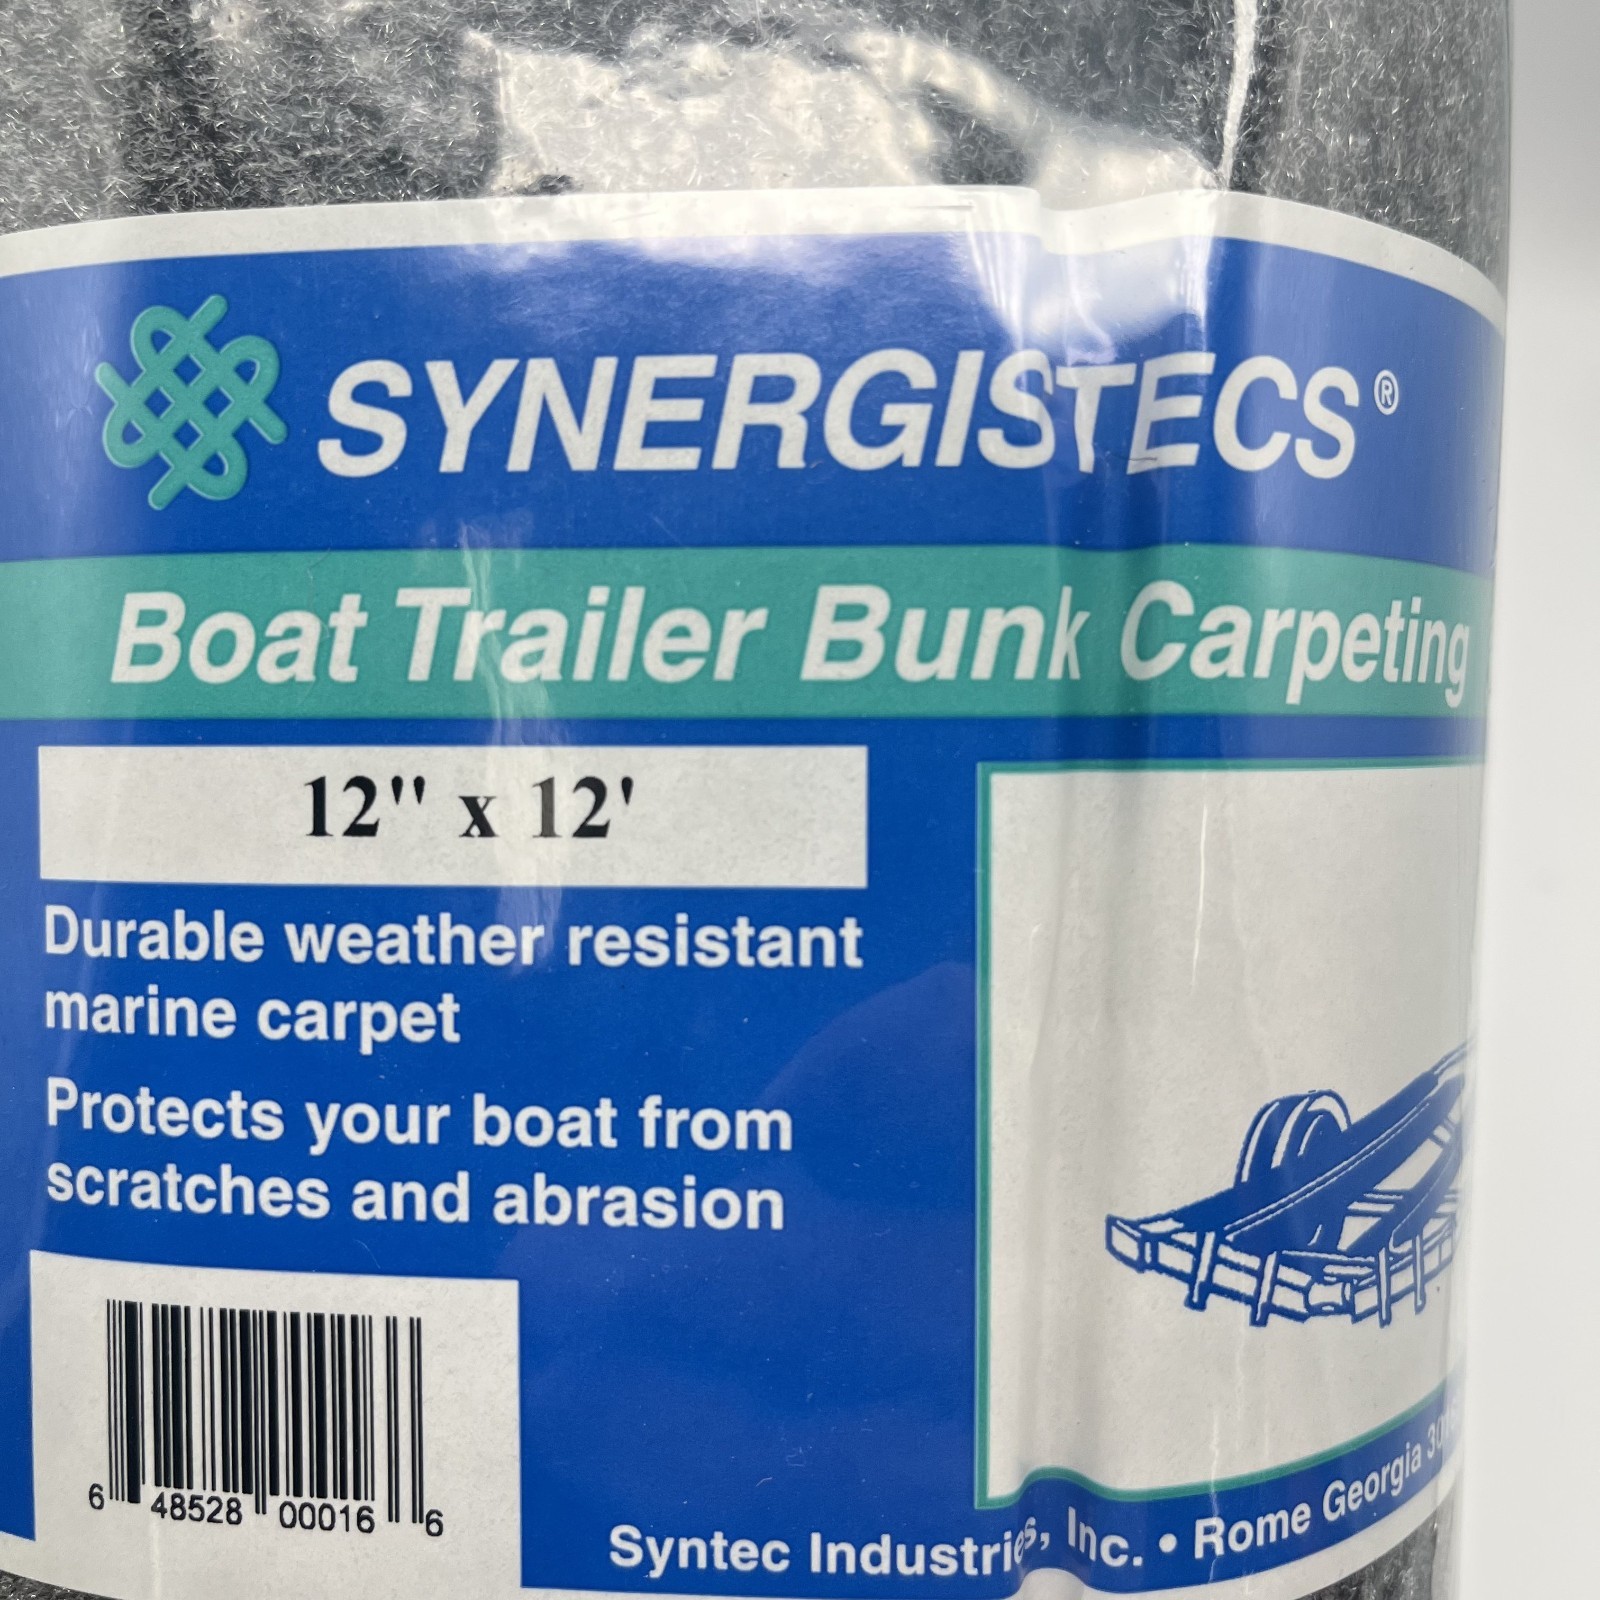 SYNERGISTECS®
Boat Trailer Bunk Carpeting
12" x 12'
Durable weather resistant
marine carpet
Protects your boat from
scratches and abrasion
6 48528 00016 6
Syntec Industries, Inc. • Rome Georgia